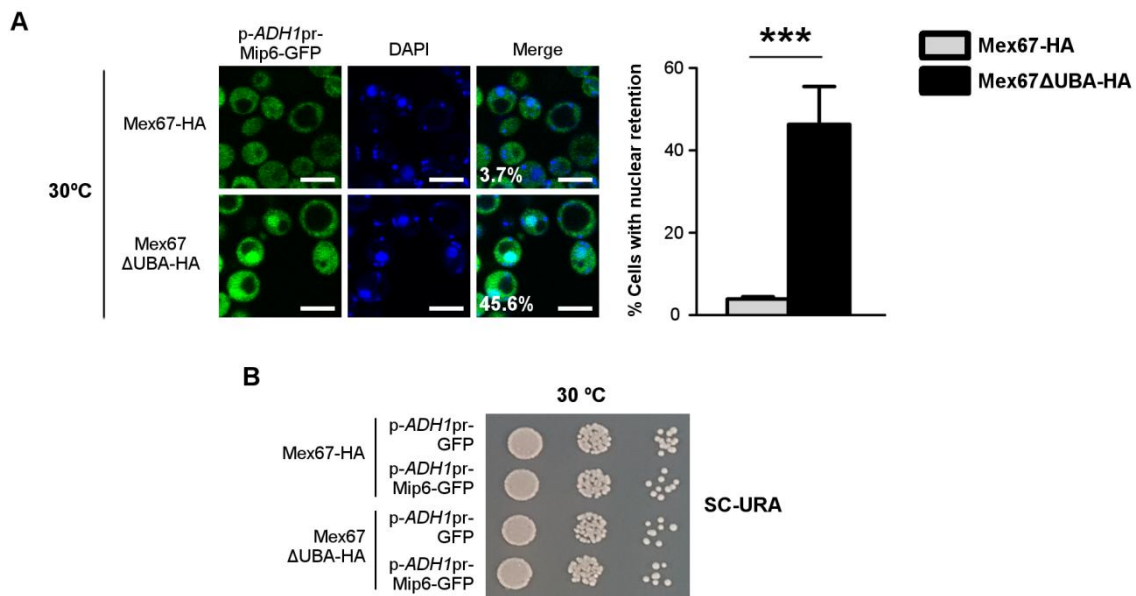 A
p-ADH1pr-
Mip6-GFP
DAPI
Merge
30ºC
Mex67-HA
3.7%
Mex67
ΔUBA-HA
45.6%
% Cells with nuclear retention
60
40
20
0
***
Mex67-HA
Mex67ΔUBA-HA
B
30 ºC
Mex67-HA
p-ADH1pr-
GFP
p-ADH1pr-
Mip6-GFP
Mex67
ΔUBA-HA
p-ADH1pr-
GFP
p-ADH1pr-
Mip6-GFP
SC-URA